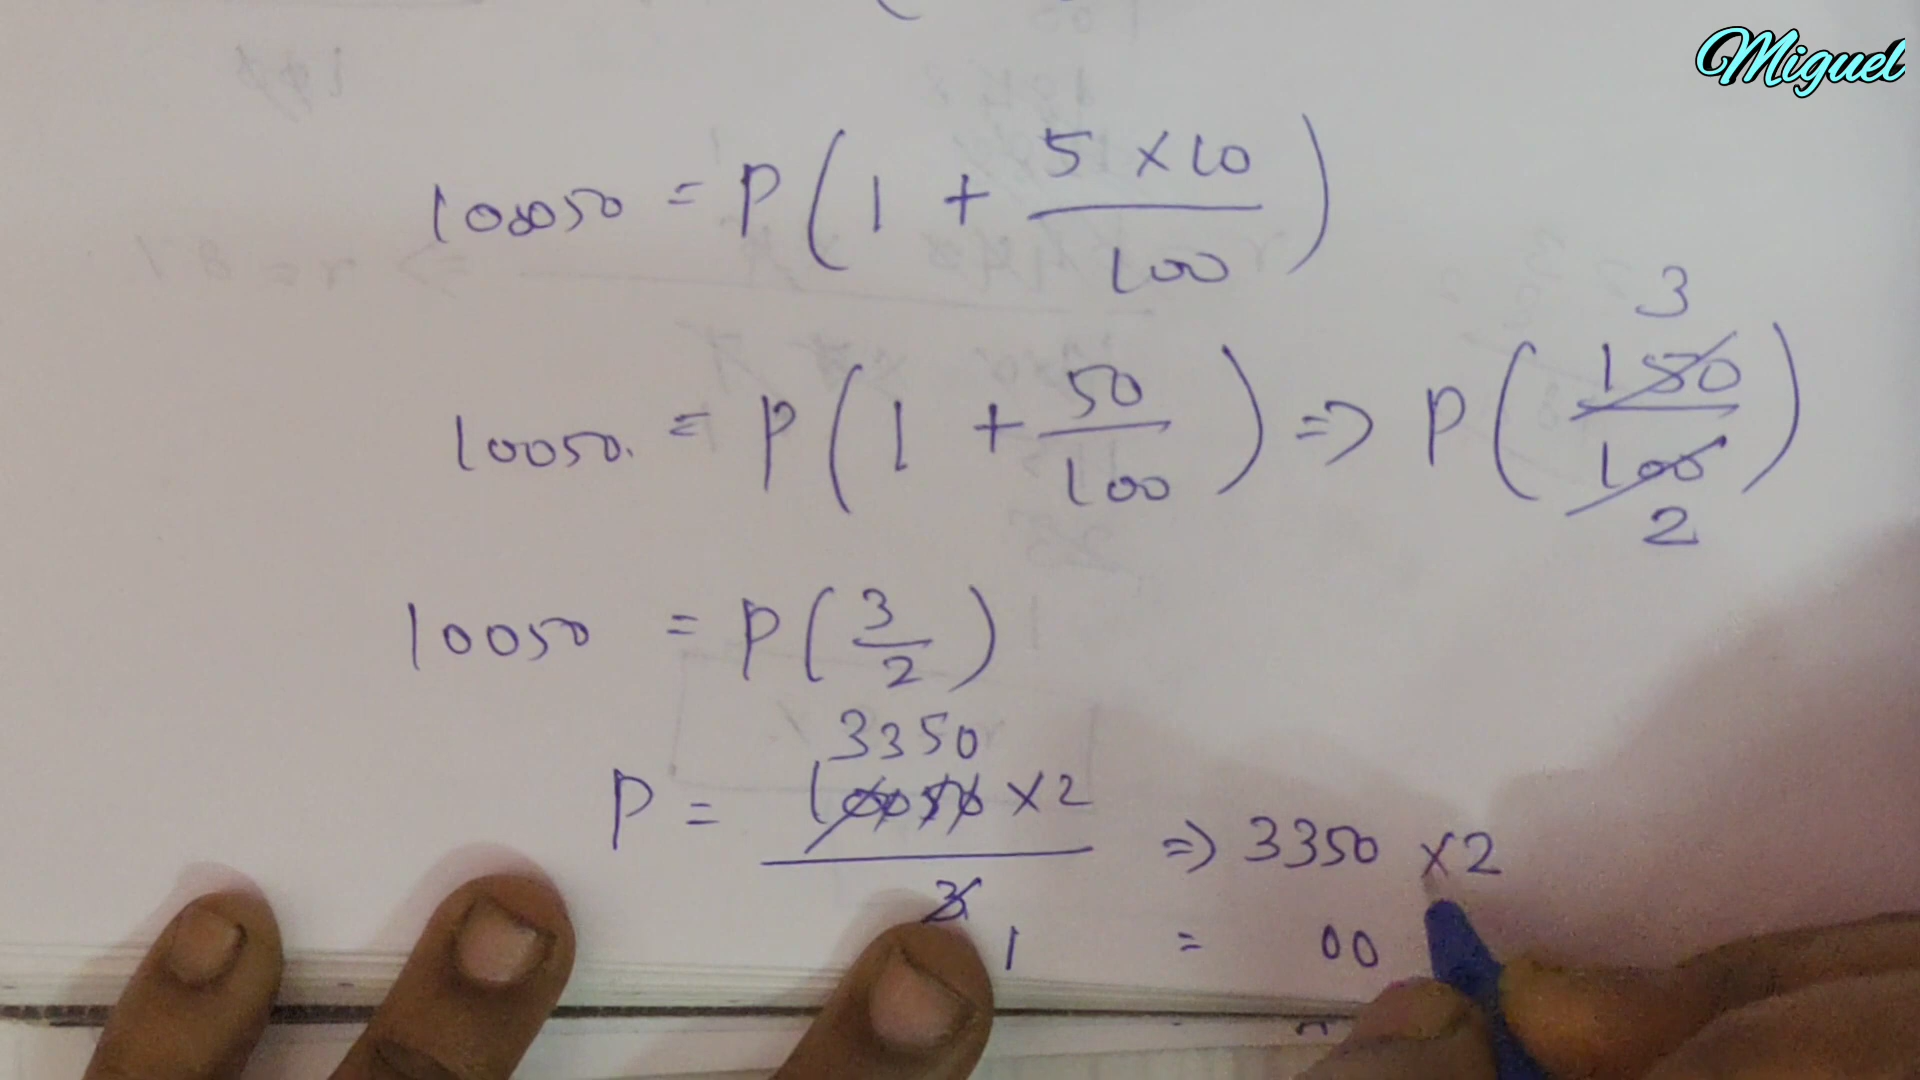 Miguel
10050 = P(1 + 5 × 10 / 100)
10050. = P(1 + 50/100) => P(150/100)
3
2
10050 = P(3/2)
3350
P = 10050 × 2 / 3 => 3350 × 2
1 = 00